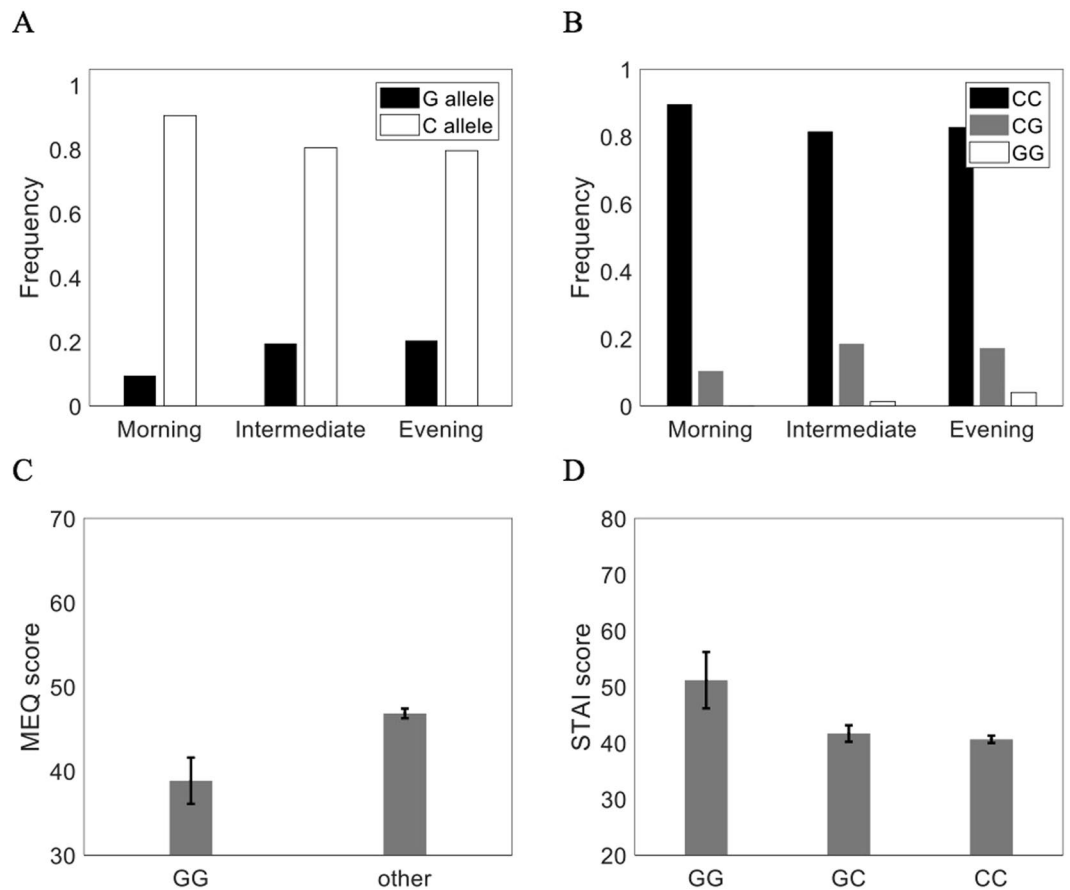 A
Frequency
1
0.8
0.6
0.4
0.2
0
G allele
C allele
Morning Intermediate Evening
B
Frequency
1
0.8
0.6
0.4
0.2
0
CC
CG
GG
Morning Intermediate Evening
C
MEQ score
70
60
50
40
30
GG other
D
STAI score
80
70
60
50
40
30
20
GG GC CC